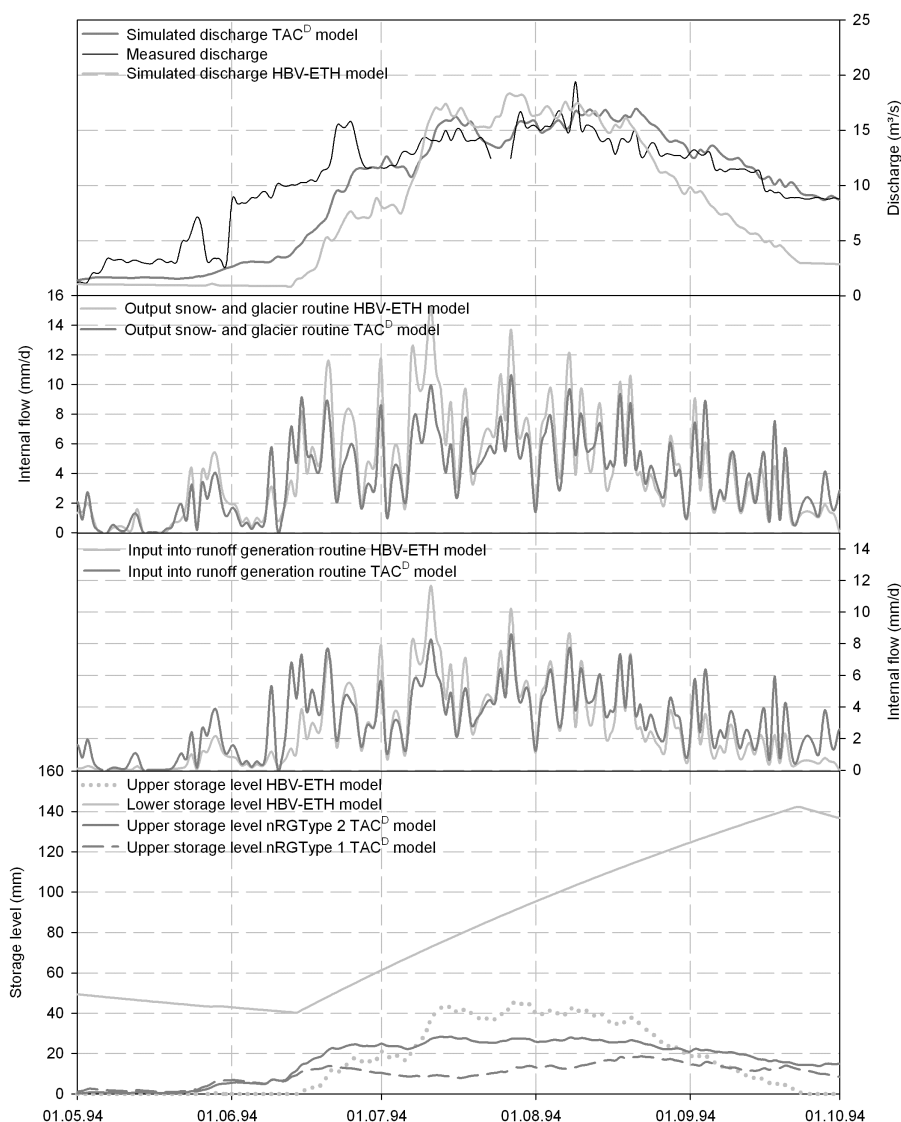 25
20
15
10
5
0
Discharge (m³/s)
Simulated discharge TACᴰ model
Measured discharge
Simulated discharge HBV-ETH model
16
14
12
10
8
6
4
2
0
Internal flow (mm/d)
Output snow- and glacier routine HBV-ETH model
Output snow- and glacier routine TACᴰ model
14
12
10
8
6
4
2
0
Internal flow (mm/d)
Input into runoff generation routine HBV-ETH model
Input into runoff generation routine TACᴰ model
160
140
120
100
80
60
40
20
0
Storage level (mm)
Upper storage level HBV-ETH model
Lower storage level HBV-ETH model
Upper storage level nRGType 2 TACᴰ model
Upper storage level nRGType 1 TACᴰ model
01.05.94 01.06.94 01.07.94 01.08.94 01.09.94 01.10.94